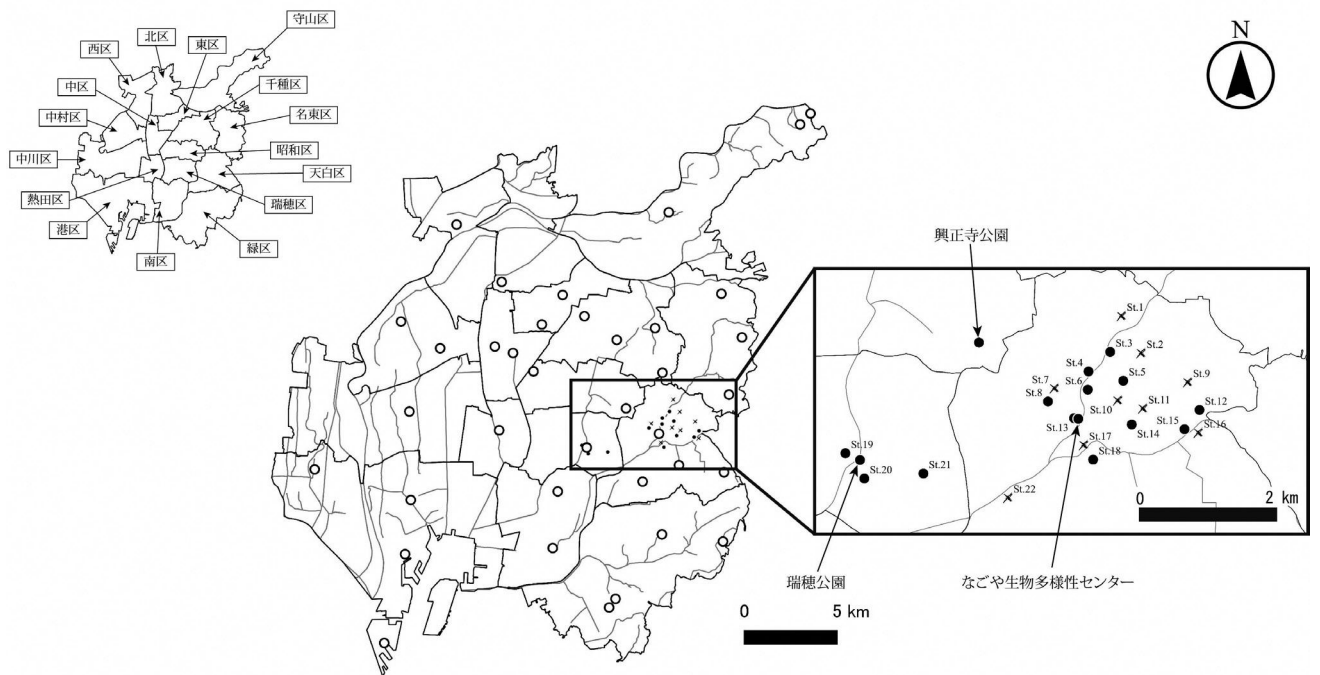 守山区
北区
東区
西区
千種区
中区
名東区
中村区
昭和区
中川区
天白区
熱田区
瑞穂区
港区
緑区
南区
N
興正寺公園
St.1
St.3
St.2
St.4
St.5
St.7
St.6
St.9
St.8
St.10
St.11
St.12
St.13
St.14
St.15
St.16
St.17
St.18
St.19
St.20
St.21
St.22
0 2 km
瑞穂公園
なごや生物多様性センター
0 5 km